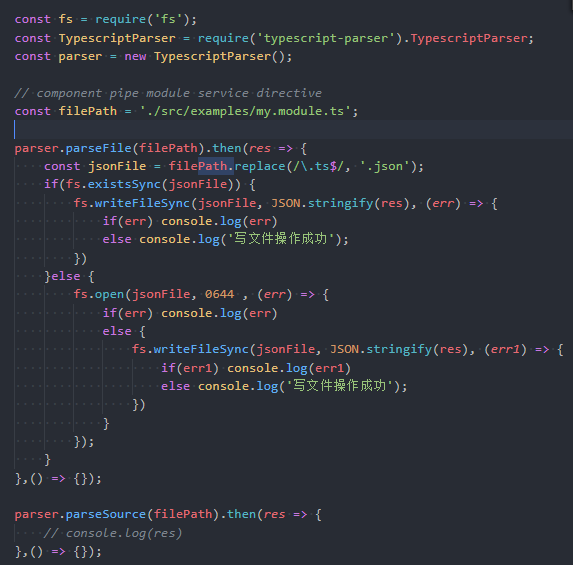 const fs = require('fs');
const TypescriptParser = require('typescript-parser').TypescriptParser;
const parser = new TypescriptParser();
// component pipe module service directive
const filePath = './src/examples/my.module.ts';
parser.parseFile(filePath).then(res => {
    const jsonFile = filePath.replace(/\.ts$/, '.json');
    if(fs.existsSync(jsonFile)) {
        fs.writeFileSync(jsonFile, JSON.stringify(res), (err) => {
            if(err) console.log(err)
            else console.log('写文件操作成功');
        })
    }else {
        fs.open(jsonFile, 0644 , (err) => {
            if(err) console.log(err)
            else {
                fs.writeFileSync(jsonFile, JSON.stringify(res), (err1) => {
                    if(err1) console.log(err1)
                    else console.log('写文件操作成功');
                })
            }
        });
    }
},() => {});
parser.parseSource(filePath).then(res => {
    // console.log(res)
},() => {});